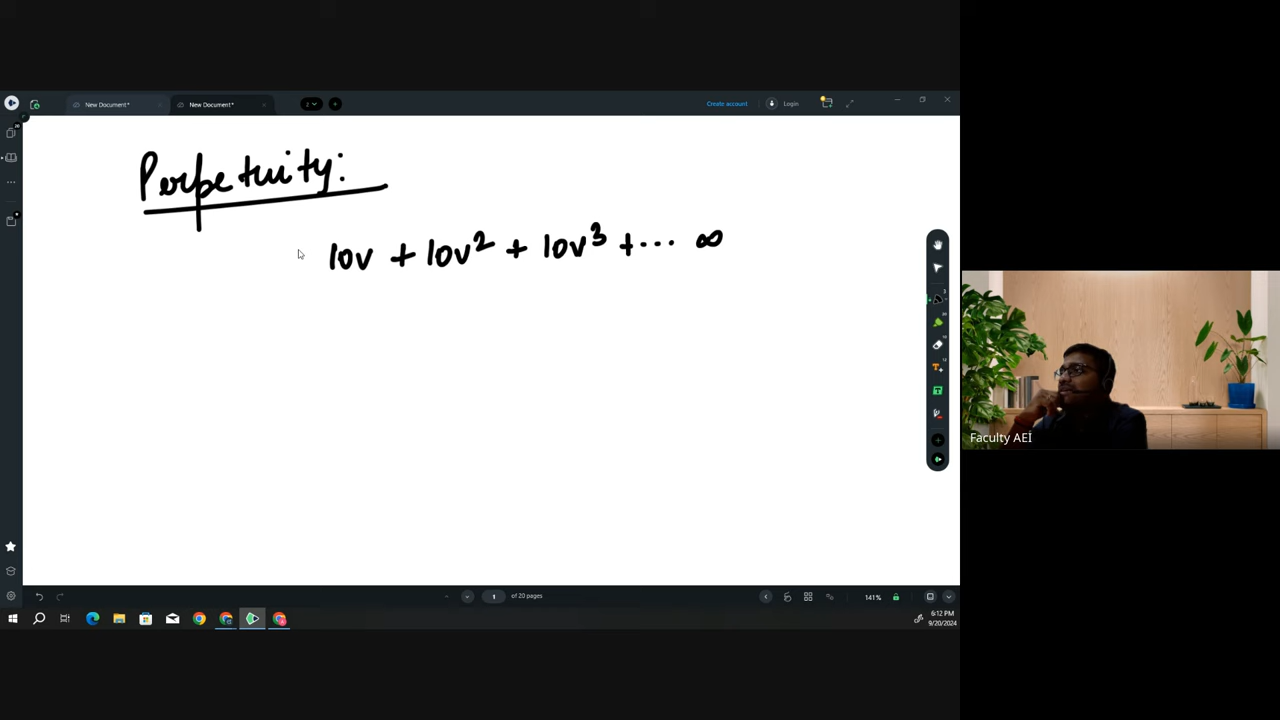 New Document*
New Document*
2
Create account
Login
Perpetuity:
10v + 10v² + 10v³ + ... ∞
Faculty AEI
1
of 20 pages
141%
6:12 PM
9/20/2024